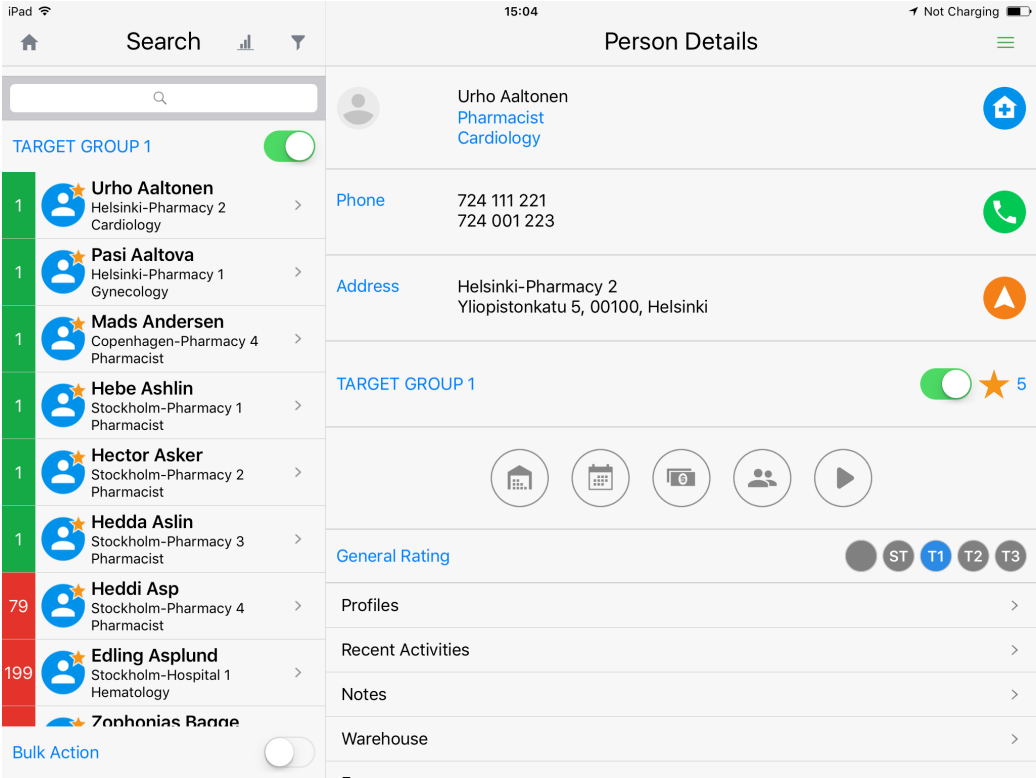 iPad
15:04
Not Charging
Search
Person Details
TARGET GROUP 1
1
Urho Aaltonen
Helsinki-Pharmacy 2
Cardiology
1
Pasi Aaltova
Helsinki-Pharmacy 1
Gynecology
1
Mads Andersen
Copenhagen-Pharmacy 4
Pharmacist
1
Hebe Ashlin
Stockholm-Pharmacy 1
Pharmacist
1
Hector Asker
Stockholm-Pharmacy 2
Pharmacist
1
Hedda Aslin
Stockholm-Pharmacy 3
Pharmacist
79
Heddi Asp
Stockholm-Pharmacy 4
Pharmacist
199
Edling Asplund
Stockholm-Hospital 1
Hematology
Zophonias Bagge
Bulk Action
Urho Aaltonen
Pharmacist
Cardiology
Phone
724 111 221
724 001 223
Address
Helsinki-Pharmacy 2
Yliopistonkatu 5, 00100, Helsinki
TARGET GROUP 1
5
General Rating
ST
T1
T2
T3
Profiles
Recent Activities
Notes
Warehouse